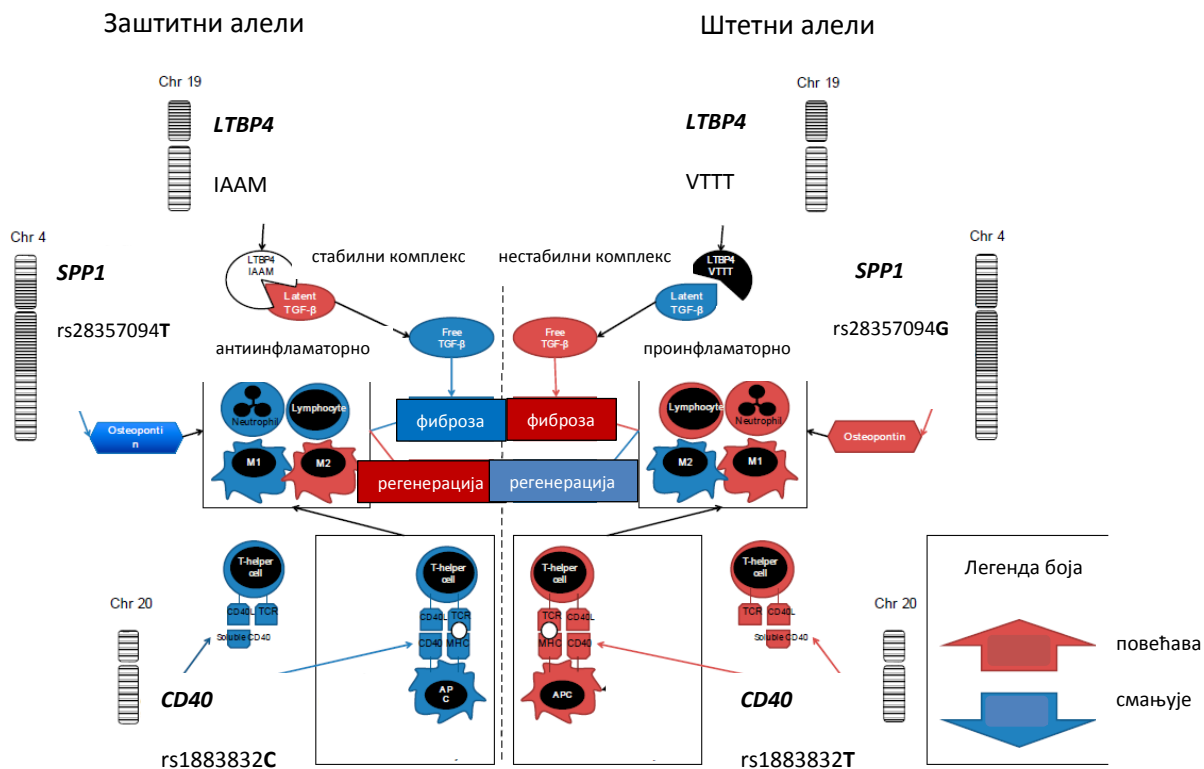 Заштитни алели
Штетни алели
Chr 19
LTBP4
IAAM
Chr 19
LTBP4
VTTT
Chr 4
SPP1
rs28357094T
LTBP4
IAAM
стабилни комплекс
Latent
TGF-β
Free
TGF-β
антиинфламаторно
нестабилни комплекс
LTBP4
VTTT
Latent
TGF-β
Free
TGF-β
проинфламаторно
Chr 4
SPP1
rs28357094G
Osteoponti
n
Neutrophil
Lymphocyte
M1
M2
фиброза
фиброза
регенерација
регенерација
Lymphocyte
Neutrophil
M2
M1
Osteopontin
Chr 20
CD40
rs1883832C
T-helper
cell
CD40L
TCR
Soluble CD40
T-helper
cell
CD40L
TCR
CD40
MHC
AP
C
T-helper
cell
TCR
CD40L
MHC
CD40
APC
T-helper
cell
TCR
CD40L
Soluble CD40
Chr 20
CD40
rs1883832T
Легенда боја
повећава
смањује